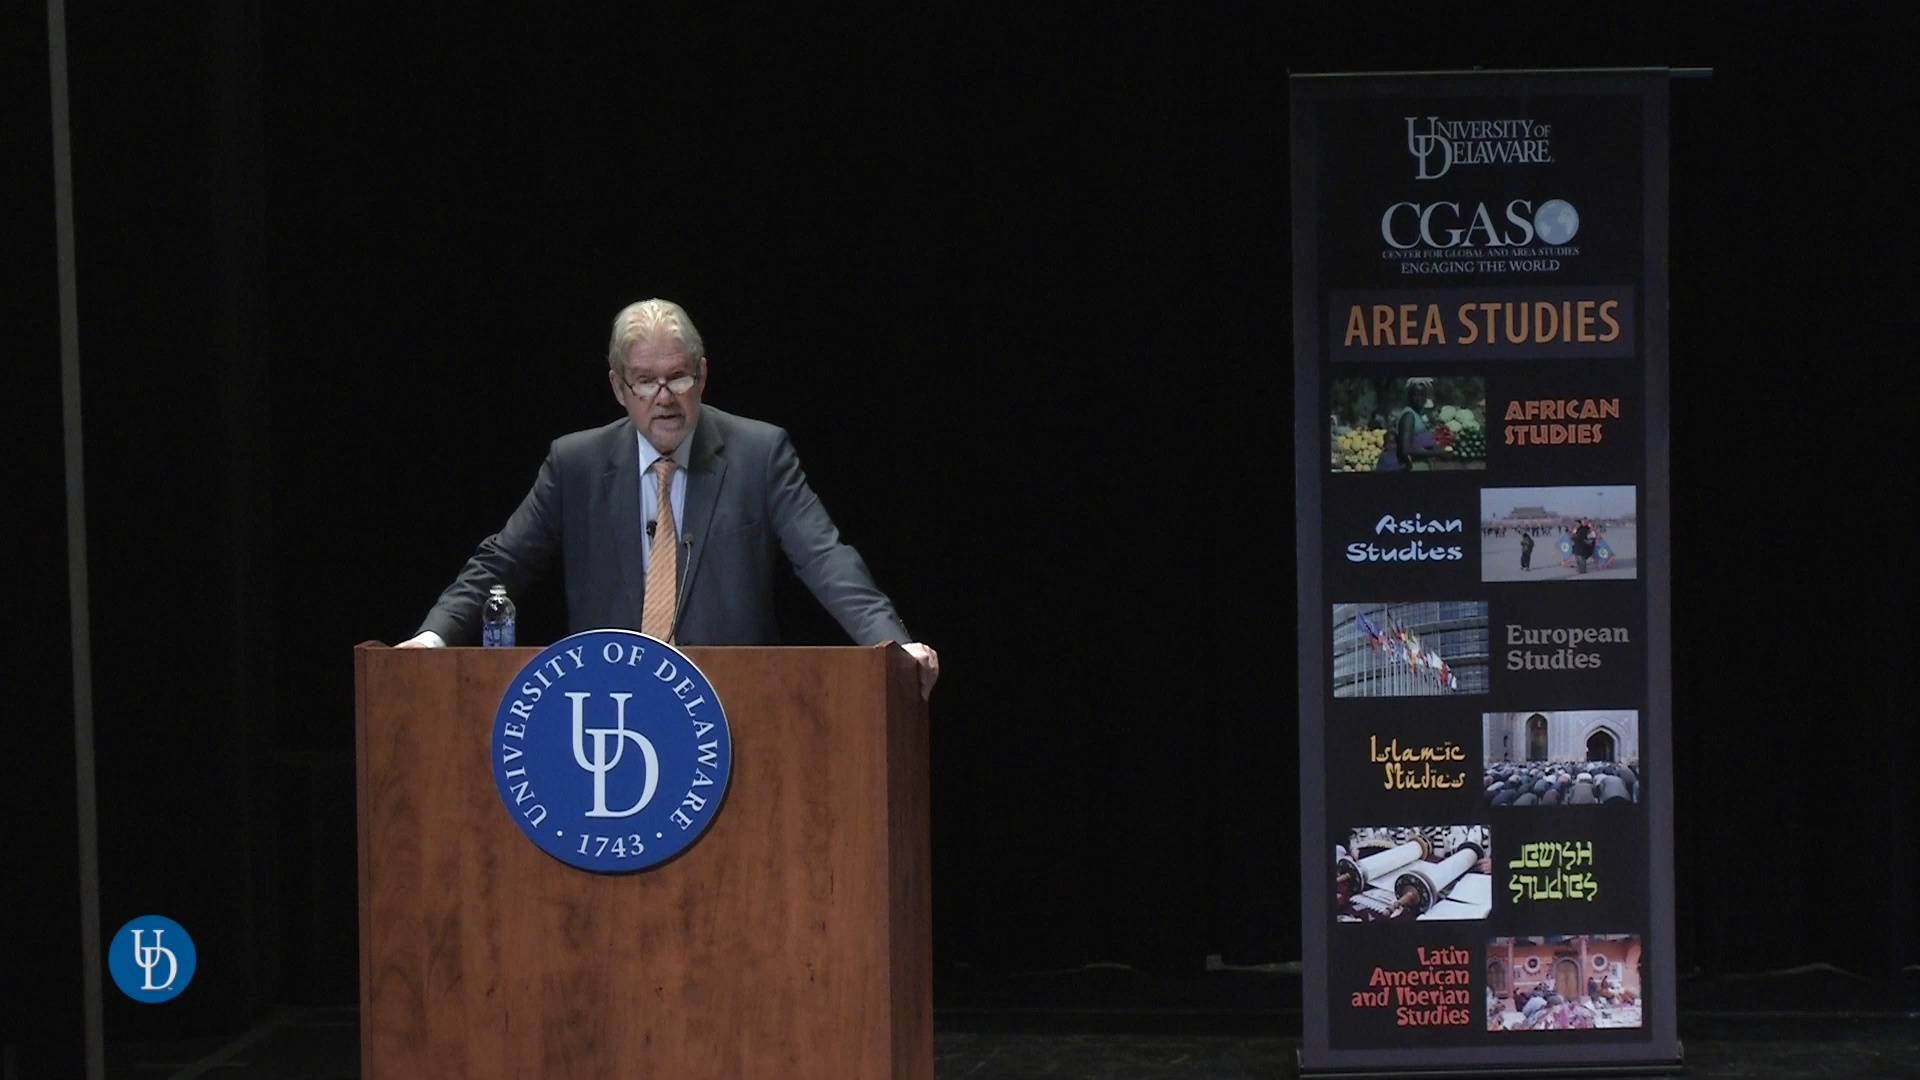 UNIVERSITY OF DELAWARE
UD
· 1743 ·
UD
UNIVERSITY OF
DELAWARE
CGAS
CENTER FOR GLOBAL AND AREA STUDIES
ENGAGING THE WORLD
AREA STUDIES
AFRICAN
STUDIES
Asian
Studies
European
Studies
Islamic
Studies
JEWISH
STUDIES
Latin
American
and Iberian
Studies